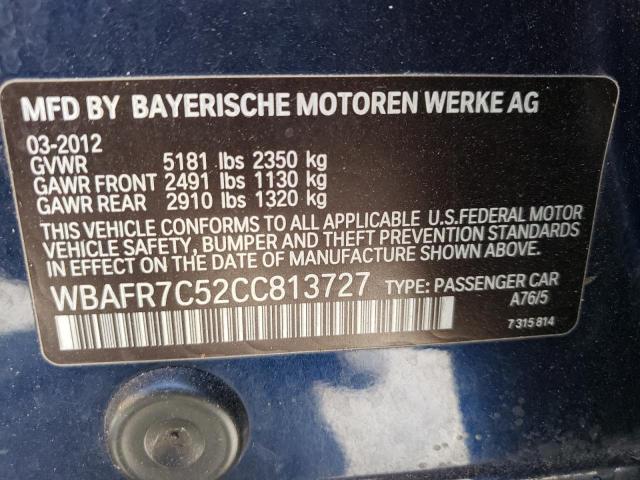 MFD BY BAYERISCHE MOTOREN WERKE AG
03-2012
GVWR 5181 lbs 2350 kg
GAWR FRONT 2491 lbs 1130 kg
GAWR REAR 2910 lbs 1320 kg
THIS VEHICLE CONFORMS TO ALL APPLICABLE U.S.FEDERAL MOTOR
VEHICLE SAFETY, BUMPER AND THEFT PREVENTION STANDARDS
IN EFFECT ON THE DATE OF MANUFACTURE SHOWN ABOVE.
WBAFR7C52CC813727 TYPE: PASSENGER CAR
A76/5
7 315 814